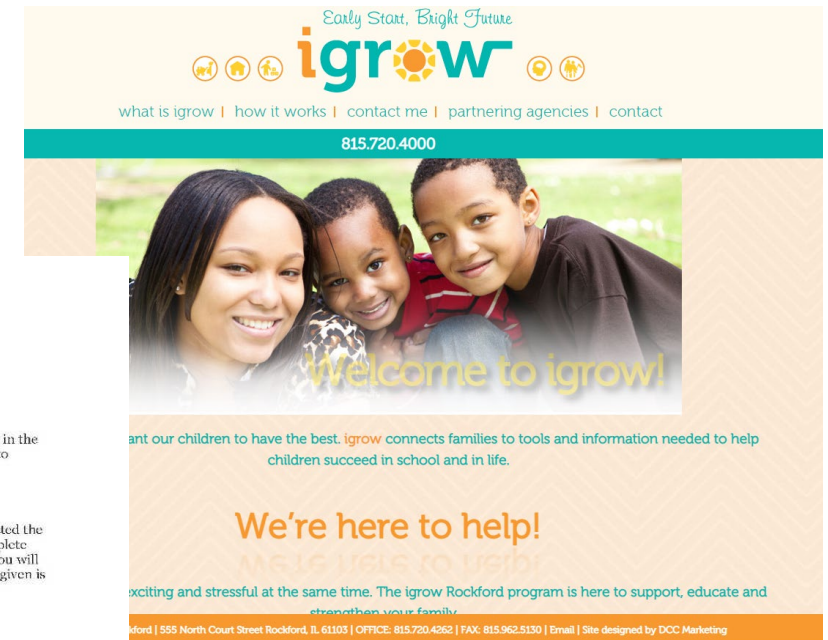 Early Start, Bright Future
igrow
what is igrow | how it works | contact me | partnering agencies | contact
815.720.4000
Welcome to igrow!
ant our children to have the best. igrow connects families to tools and information needed to help
children succeed in school and in life.
We're here to help!
exciting and stressful at the same time. The igrow Rockford program is here to support, educate and
strengthen your family
kford | 555 North Court Street Rockford, IL 61103 | OFFICE: 815.720.4262 | FAX: 815.962.5130 | Email | Site designed by DCC Marketing
in the
ted the
plete
ou will
given is